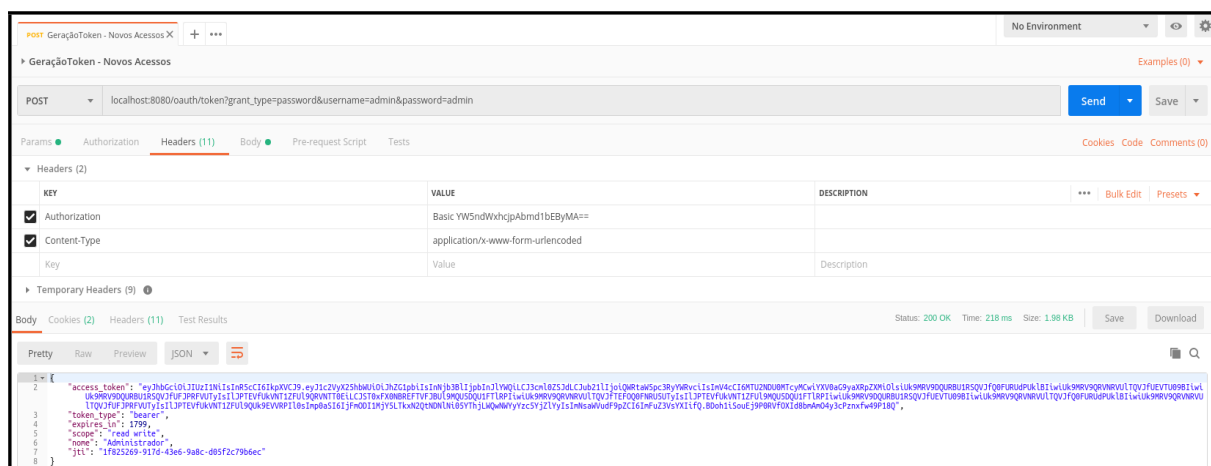 POST GeraçãoToken - Novos Acessos
No Environment
GeraçãoToken - Novos Acessos
Examples (0)
POST
localhost:8080/oauth/token?grant_type=password&username=admin&password=admin
Send
Save
Params
Authorization
Headers (11)
Body
Pre-request Script
Tests
Cookies Code Comments (0)
Headers (2)
KEY
VALUE
DESCRIPTION
Bulk Edit
Presets
Authorization
Basic YW5ndWxhcjpAbmd1bEByMA==
Content-Type
application/x-www-form-urlencoded
Key
Value
Description
Temporary Headers (9)
Body Cookies (2) Headers (11) Test Results
Status: 200 OK Time: 218 ms Size: 1,98 KB
Save
Download
Pretty Raw Preview JSON
1 {
2 "access_token":
3 "token_type": "bearer",
4 "expires_in": 1799,
5 "scope": "read write",
6 "nome": "Administrador",
7 "jti": "1f825269-917d-43e6-9a8c-d05f2c79b6ec"
8 }